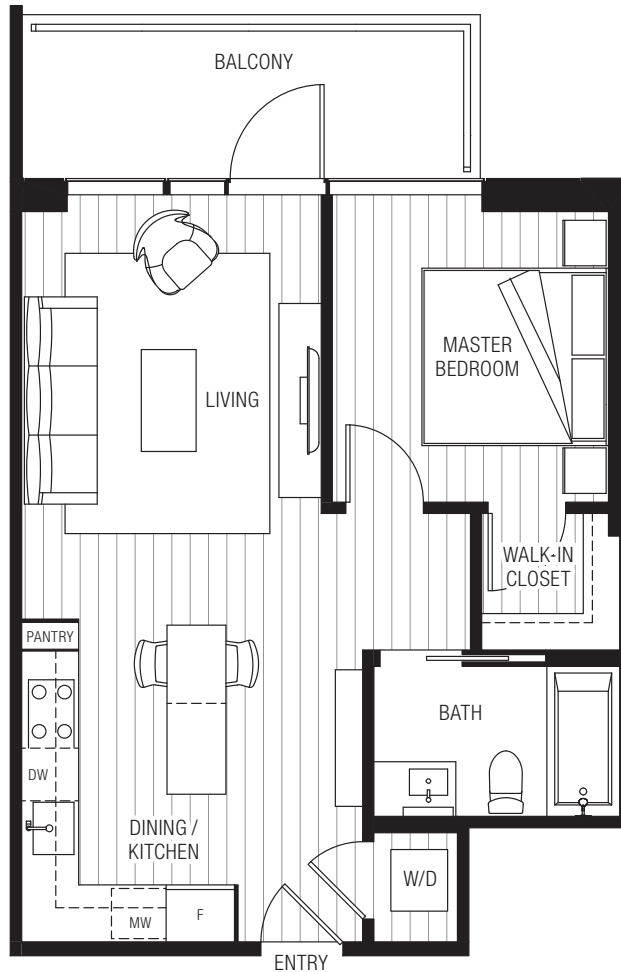 BALCONY
MASTER
BEDROOM
LIVING
WALK-IN
CLOSET
PANTRY
BATH
DW
DINING /
KITCHEN
W/D
MW
F
ENTRY